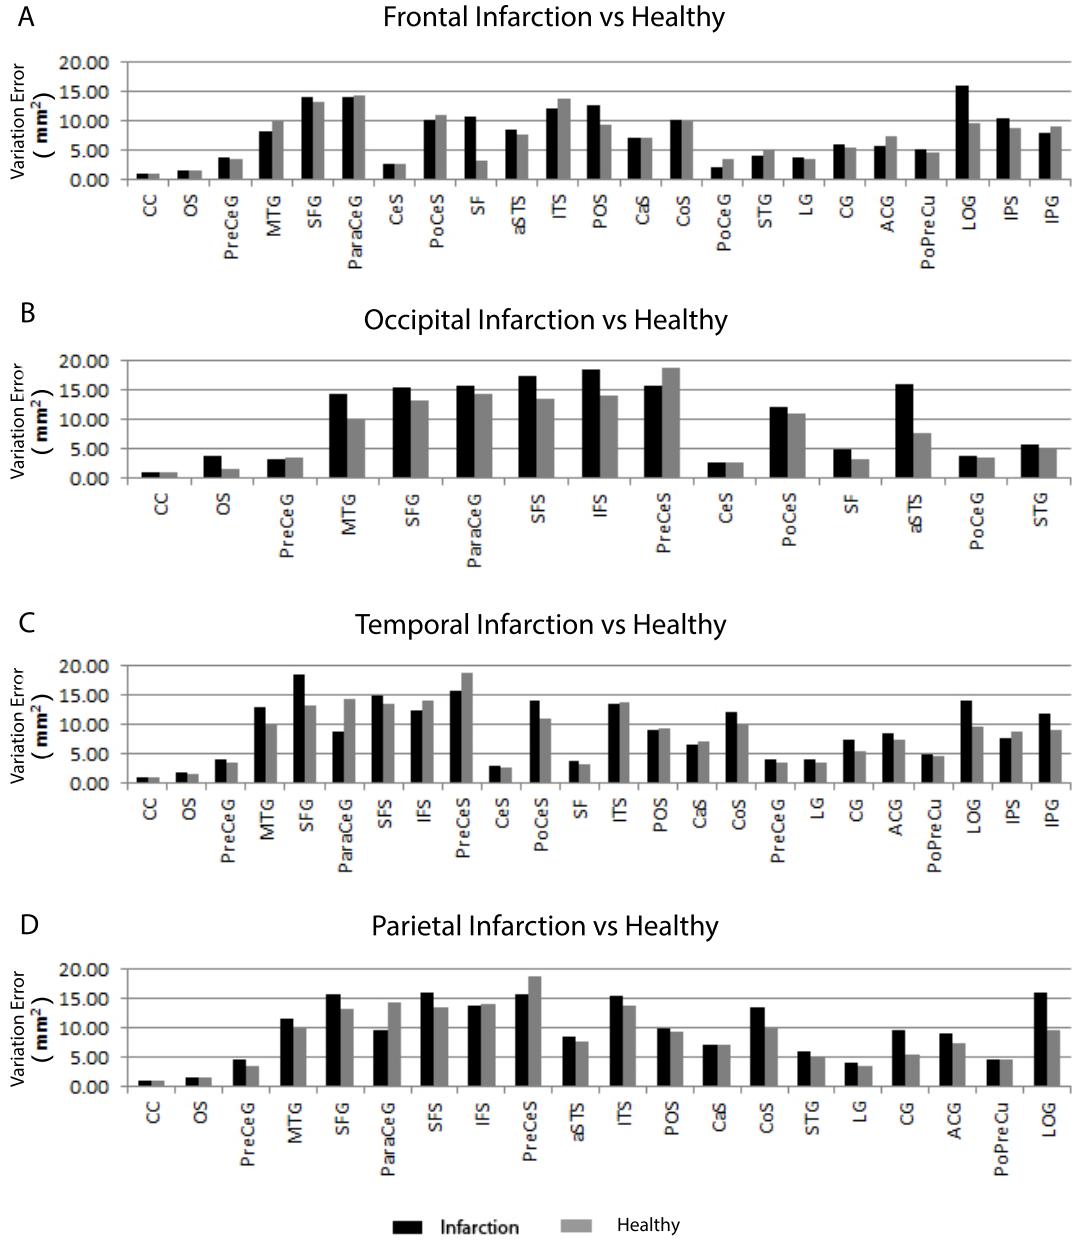 A
Frontal Infarction vs Healthy
Variation Error
( mm²)
20.00
15.00
10.00
5.00
0.00
CC OS PreCeG MTG SFG ParaCeG CeS PoCeS SF aSTS ITS POS CaS CoS PoCeG STG LG CG ACG PoPreCu LOG IPS IPG
B
Occipital Infarction vs Healthy
Variation Error
( mm²)
20.00
15.00
10.00
5.00
0.00
CC OS PreCeG MTG SFG ParaCeG SFS IFS PreCeS CeS PoCeS SF aSTS PoCeG STG
C
Temporal Infarction vs Healthy
Variation Error
( mm²)
20.00
15.00
10.00
5.00
0.00
CC OS PreCeG MTG SFG ParaCeG SFS IFS PreCeS CeS PoCeS SF ITS POS CaS CoS PreCeG LG CG ACG PoPreCu LOG IPS IPG
D
Parietal Infarction vs Healthy
Variation Error
( mm²)
20.00
15.00
10.00
5.00
0.00
CC OS PreCeG MTG SFG ParaCeG SFS IFS PreCeS aSTS ITS POS CaS CoS STG LG CG ACG PoPreCu LOG
Infarction Healthy